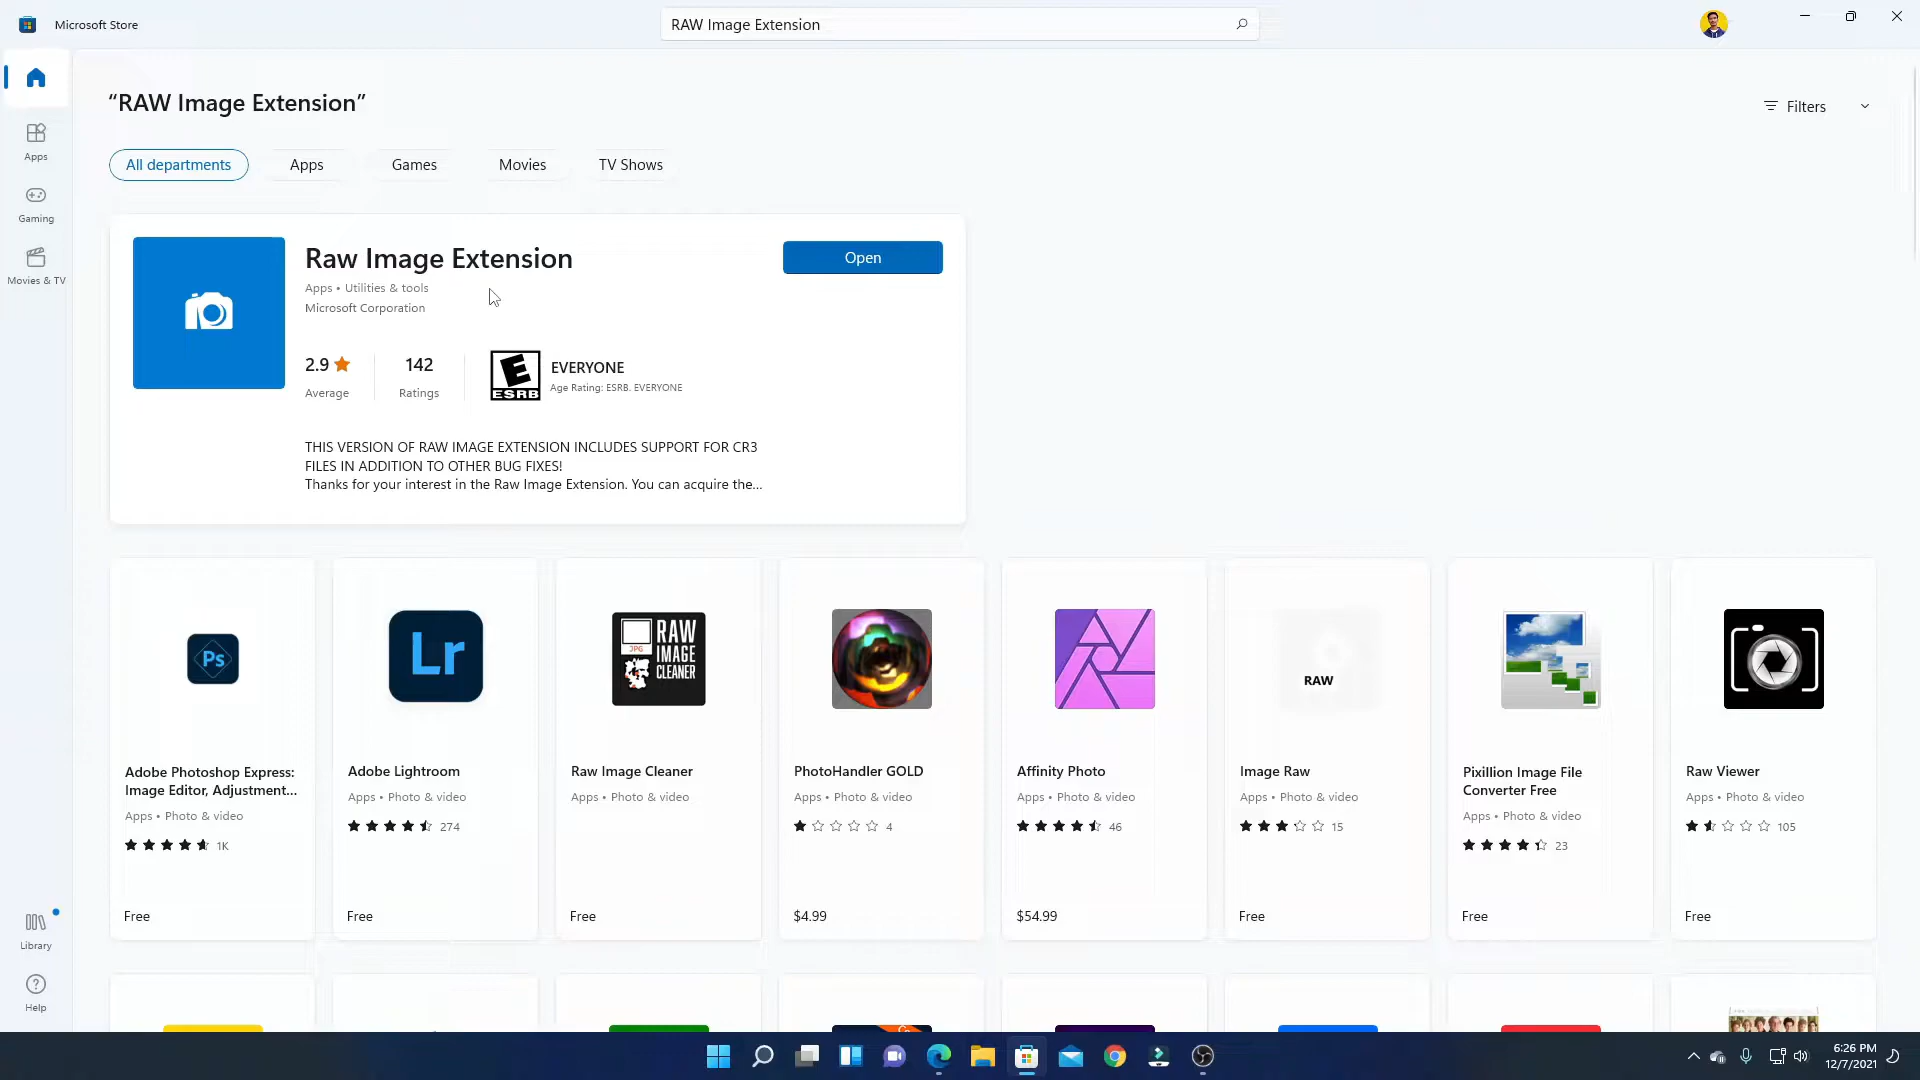 Microsoft Store
RAW Image Extension
“RAW Image Extension”
Filters
All departments
Apps
Games
Movies
TV Shows
Apps
Gaming
Movies & TV
Library
Help
Raw Image Extension
Open
Apps • Utilities & tools
Microsoft Corporation
2.9
Average
142
Ratings
E
ESRB
EVERYONE
Age Rating: ESRB. EVERYONE
THIS VERSION OF RAW IMAGE EXTENSION INCLUDES SUPPORT FOR CR3
FILES IN ADDITION TO OTHER BUG FIXES!
Thanks for your interest in the Raw Image Extension. You can acquire the...
Ps
Adobe Photoshop Express:
Image Editor, Adjustment...
Apps • Photo & video
1K
Free
Lr
Adobe Lightroom
Apps • Photo & video
274
Free
JPG
RAW
IMAGE
CLEANER
Raw Image Cleaner
Apps • Photo & video
Free
PhotoHandler GOLD
Apps • Photo & video
4
$4.99
Affinity Photo
Apps • Photo & video
46
$54.99
RAW
Image Raw
Apps • Photo & video
15
Free
Pixillion Image File
Converter Free
Apps • Photo & video
23
Free
Raw Viewer
Apps • Photo & video
105
Free
6:26 PM
12/7/2021